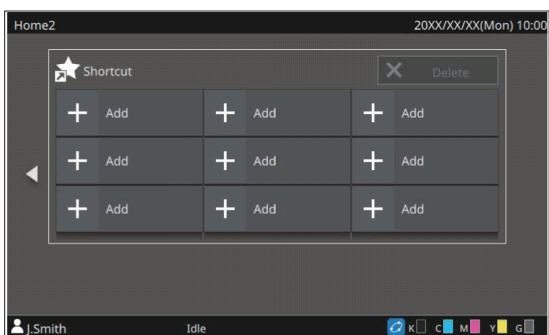 Home2 20XX/XX/XX(Mon) 10:00
Shortcut Delete
Add Add Add
Add Add Add
Add Add Add
J.Smith Idle K C M Y G